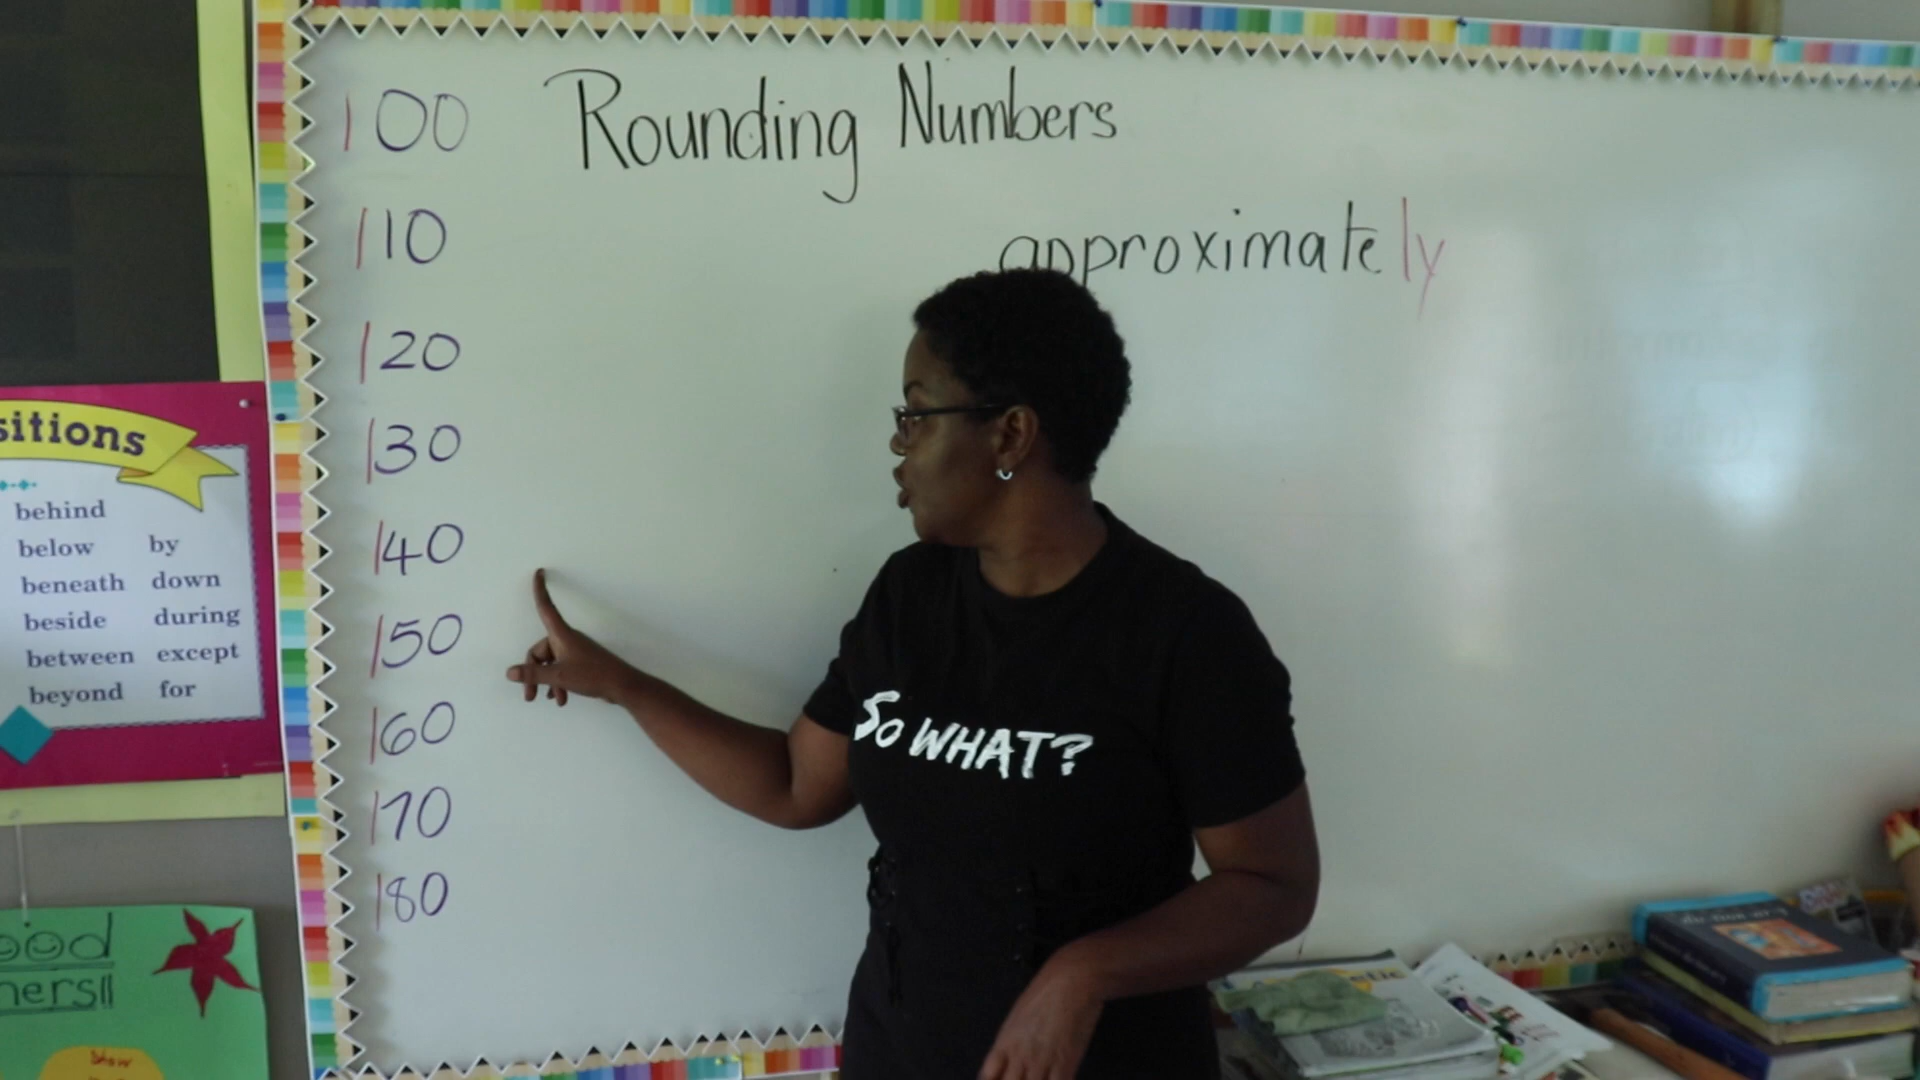 100
Rounding Numbers
110
approximately
120
130
140
150
160
170
180
sitions
behind
below by
beneath down
beside during
between except
beyond for
So WHAT?
ood
ners!!